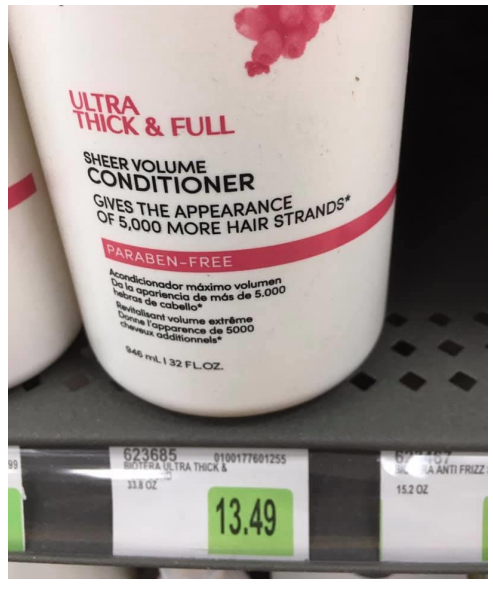 ULTRA
THICK & FULL
SHEER VOLUME
CONDITIONER
GIVES THE APPEARANCE
OF 5,000 MORE HAIR STRANDS*
PARABEN-FREE
Acondicionador máximo volumen
Da la apariencia de más de 5.000
hebras de cabello*
Revitalisant volume extrême
Donne l'apparence de 5000
cheveux additionnels*
946 mL | 32 FL.OZ.
99
623685 0100177601255
BIOTERA ULTRA THICK &
33.8 OZ
13.49
RA ANTI FRIZZ
15.2 OZ